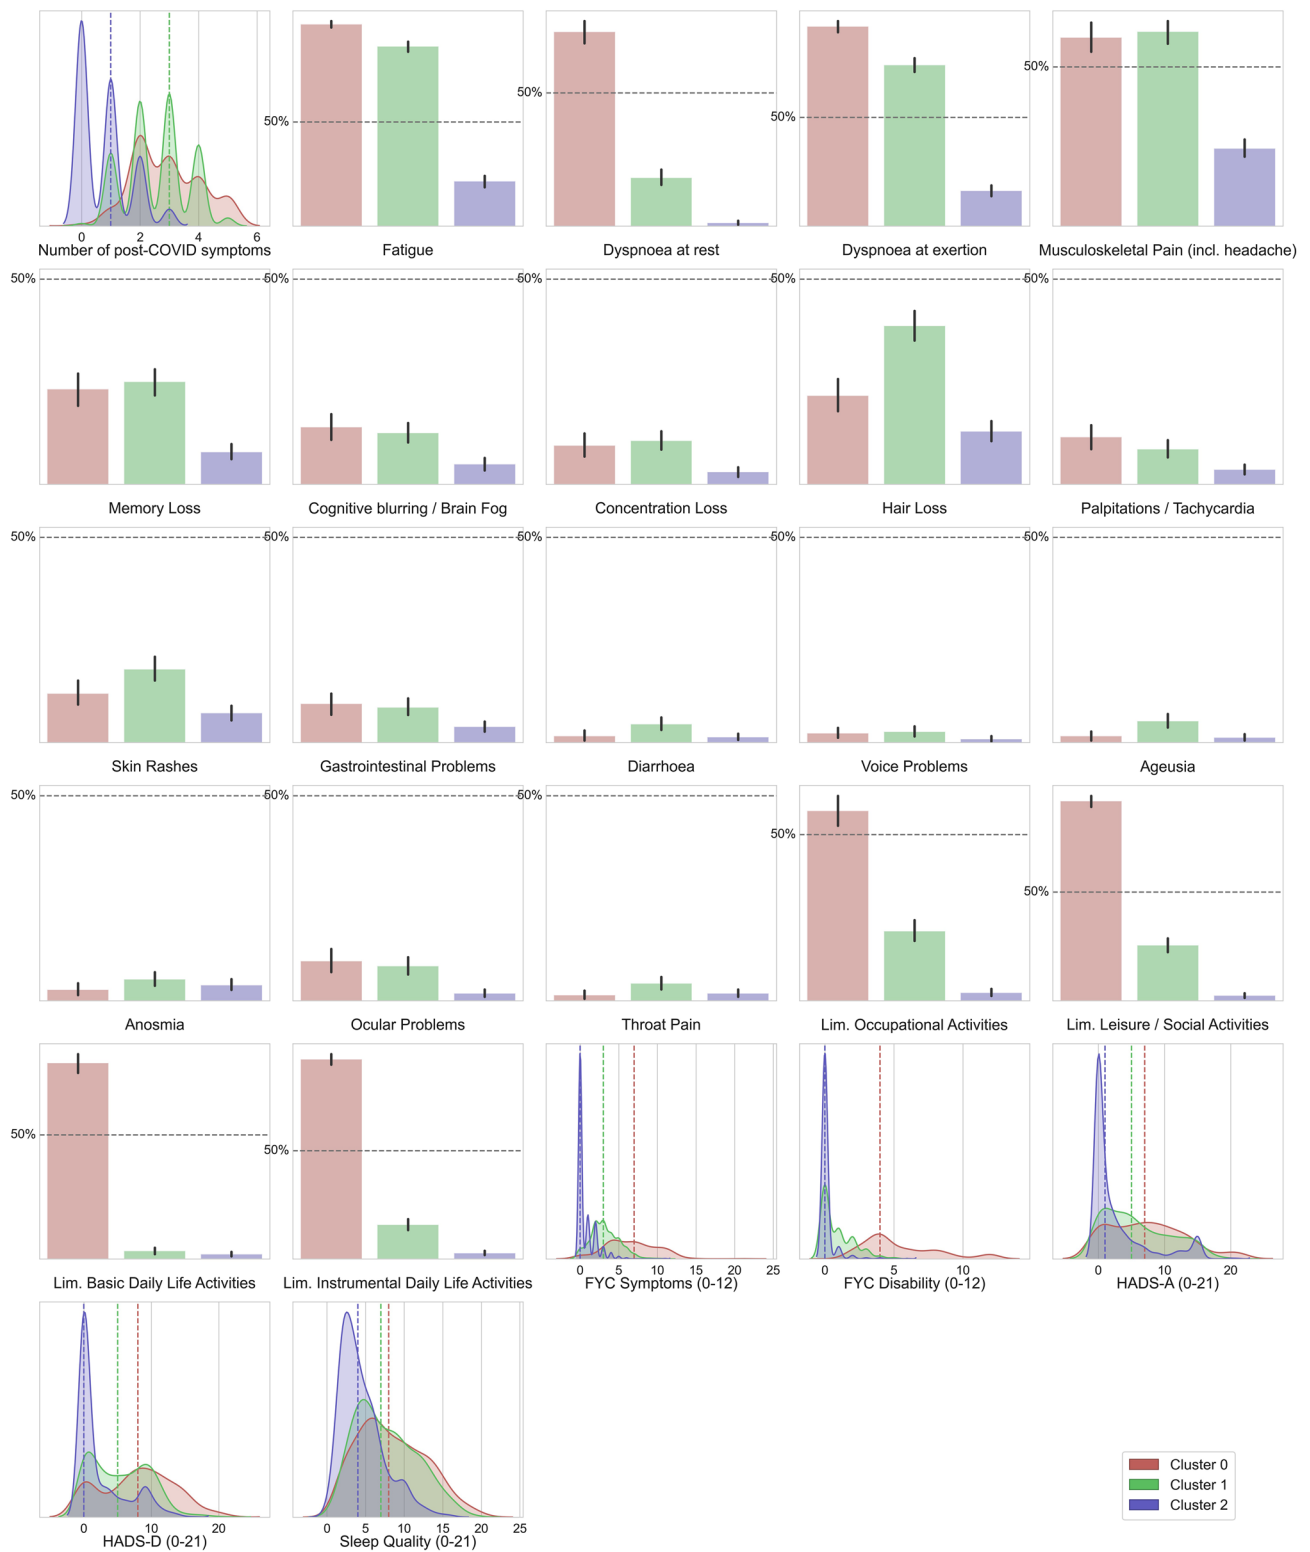 50%
50%
50%
50%
0 2 4 6
Number of post-COVID symptoms
Fatigue
Dyspnoea at rest
Dyspnoea at exertion
Musculoskeletal Pain (incl. headache)
50%
50%
50%
50%
50%
Memory Loss
Cognitive blurring / Brain Fog
Concentration Loss
Hair Loss
Palpitations / Tachycardia
50%
50%
50%
50%
50%
Skin Rashes
Gastrointestinal Problems
Diarrhoea
Voice Problems
Ageusia
50%
50%
50%
50%
50%
Anosmia
Ocular Problems
Throat Pain
Lim. Occupational Activities
Lim. Leisure / Social Activities
50%
50%
Lim. Basic Daily Life Activities
Lim. Instrumental Daily Life Activities
0 5 10 15 20 25
FYC Symptoms (0-12)
0 5 10
FYC Disability (0-12)
0 10 20
HADS-A (0-21)
0 10 20
HADS-D (0-21)
0 5 10 15 20 25
Sleep Quality (0-21)
Cluster 0
Cluster 1
Cluster 2